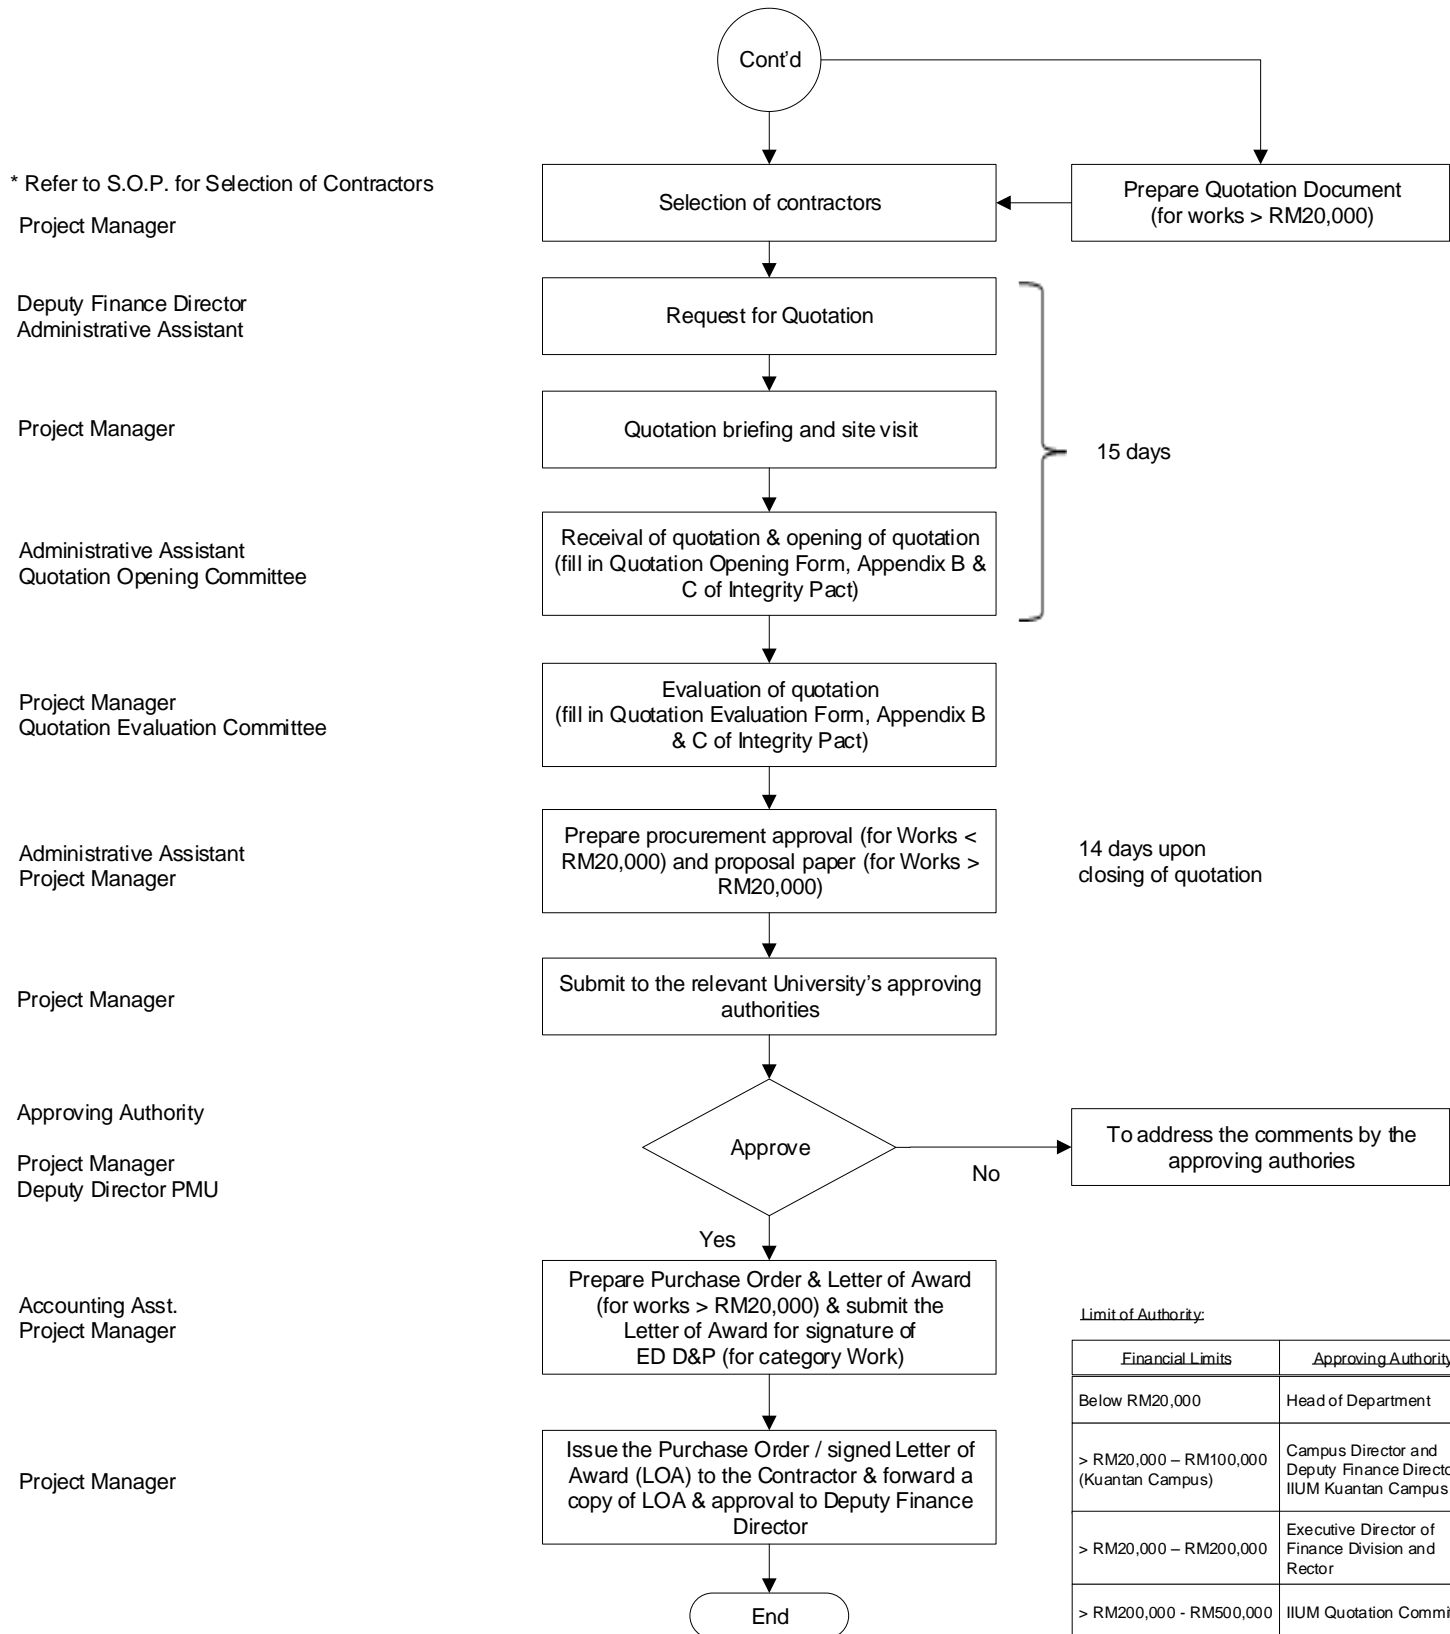 Cont'd
* Refer to S.O.P. for Selection of Contractors
Project Manager
Selection of contractors
Prepare Quotation Document
(for works > RM20,000)
Deputy Finance Director
Administrative Assistant
Request for Quotation
Project Manager
Quotation briefing and site visit
15 days
Administrative Assistant
Quotation Opening Committee
Receival of quotation & opening of quotation
(fill in Quotation Opening Form, Appendix B &
C of Integrity Pact)
Project Manager
Quotation Evaluation Committee
Evaluation of quotation
(fill in Quotation Evaluation Form, Appendix B
& C of Integrity Pact)
Administrative Assistant
Project Manager
Prepare procurement approval (for Works <
RM20,000) and proposal paper (for Works >
RM20,000)
14 days upon
closing of quotation
Project Manager
Submit to the relevant University's approving
authorities
Approving Authority
Project Manager
Deputy Director PMU
Approve
No
To address the comments by the
approving authories
Yes
Accounting Asst.
Project Manager
Prepare Purchase Order & Letter of Award
(for works > RM20,000) & submit the
Letter of Award for signature of
ED D&P (for category Work)
Project Manager
Issue the Purchase Order / signed Letter of
Award (LOA) to the Contractor & forward a
copy of LOA & approval to Deputy Finance
Director
End
Limit of Authority:
Financial Limits
Approving Authority
Below RM20,000
Head of Department
> RM20,000 – RM100,000
(Kuantan Campus)
Campus Director and
Deputy Finance Directo
IIUM Kuantan Campus
> RM20,000 – RM200,000
Executive Director of
Finance Division and
Rector
> RM200,000 - RM500,000
IIUM Quotation Commi